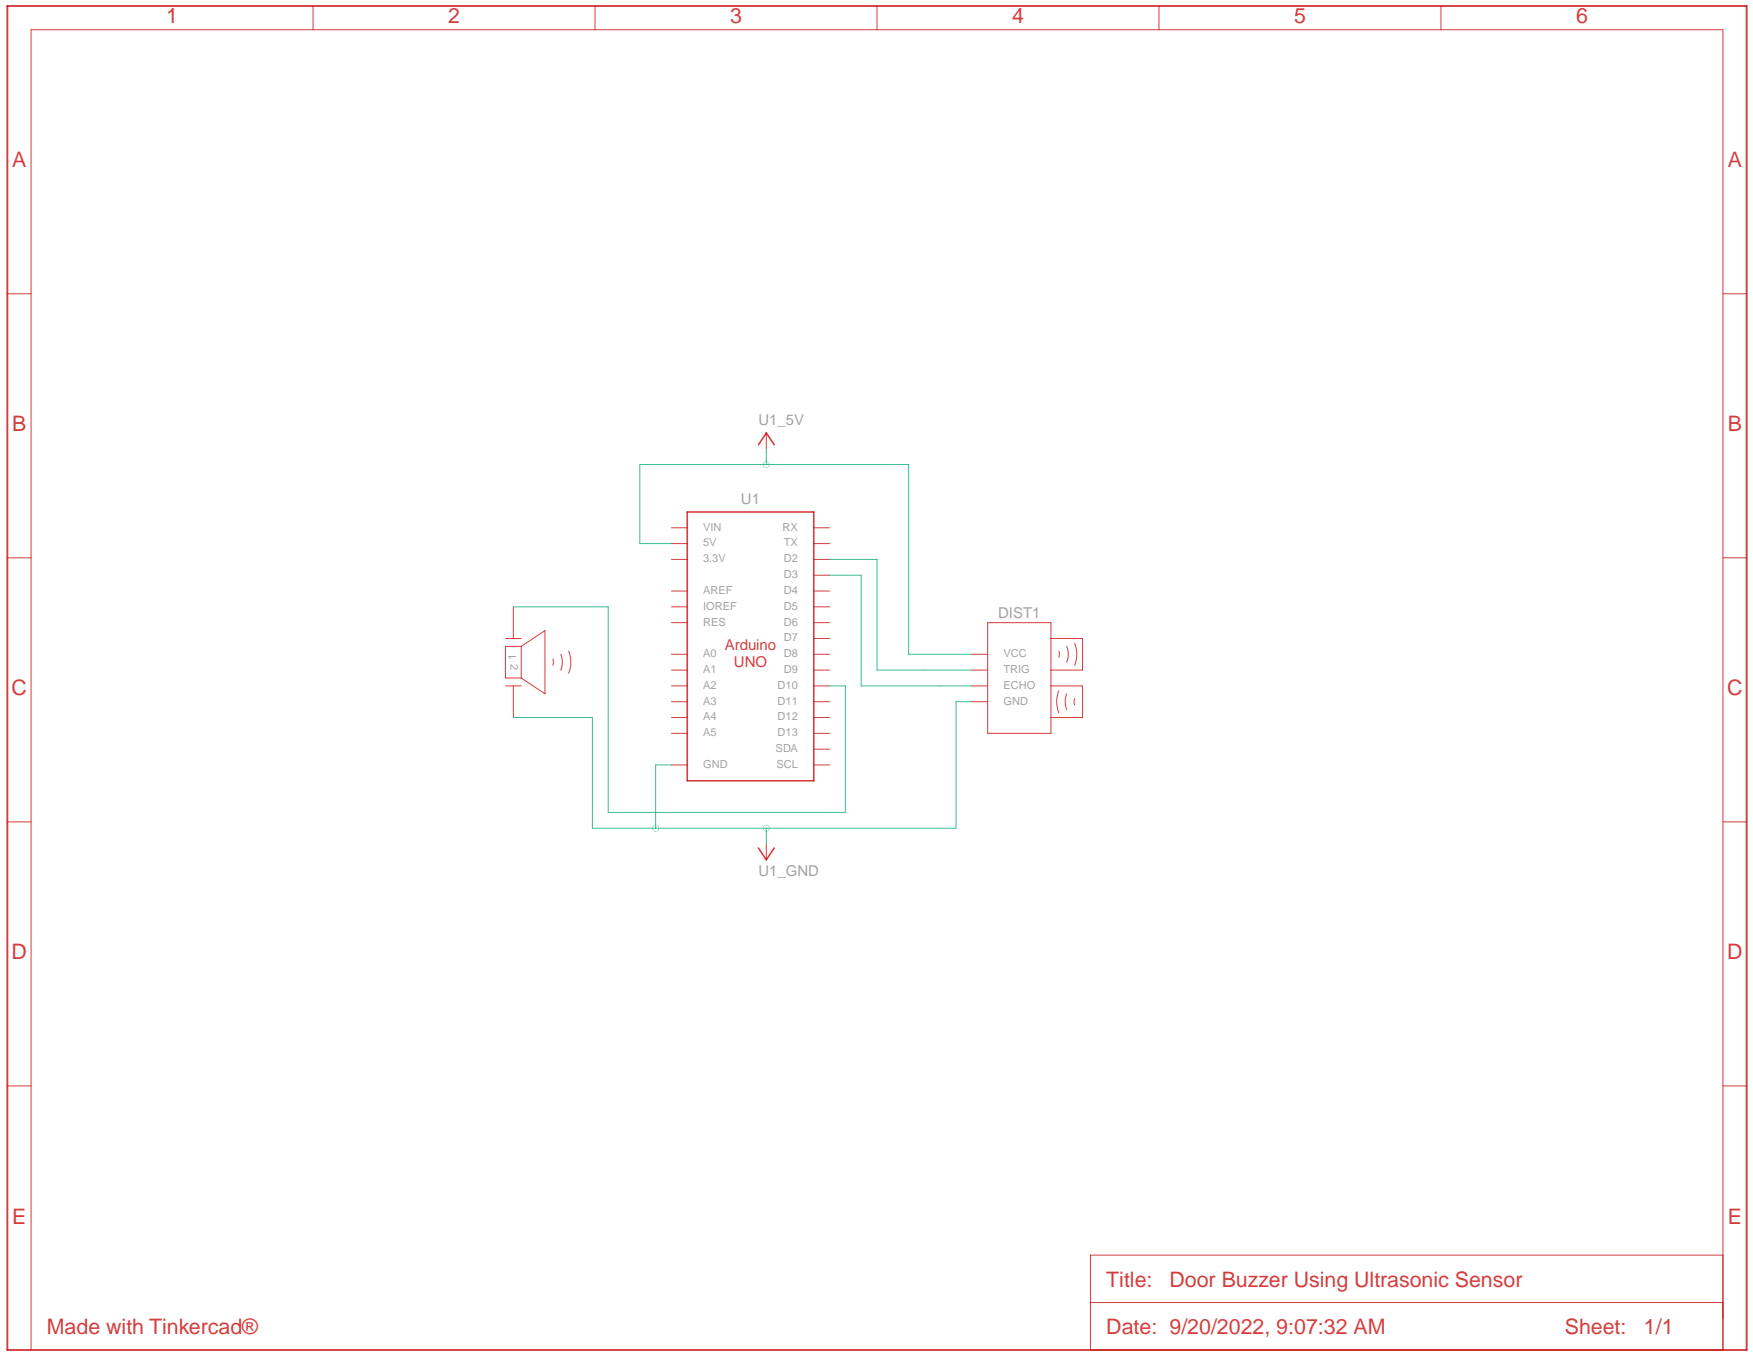 1 2 3 4 5 6
A A
B B
U1_5V
U1
VIN RX
5V TX
3.3V D2
D3
AREF D4
IOREF D5
RES D6
D7
Arduino
UNO
A0 D8
A1 D9
A2 D10
A3 D11
A4 D12
A5 D13
SDA
GND SCL
1 2
DIST1
VCC
TRIG
ECHO
GND
C C
U1_GND
D D
E E
Title: Door Buzzer Using Ultrasonic Sensor
Made with Tinkercad®
Date: 9/20/2022, 9:07:32 AM Sheet: 1/1